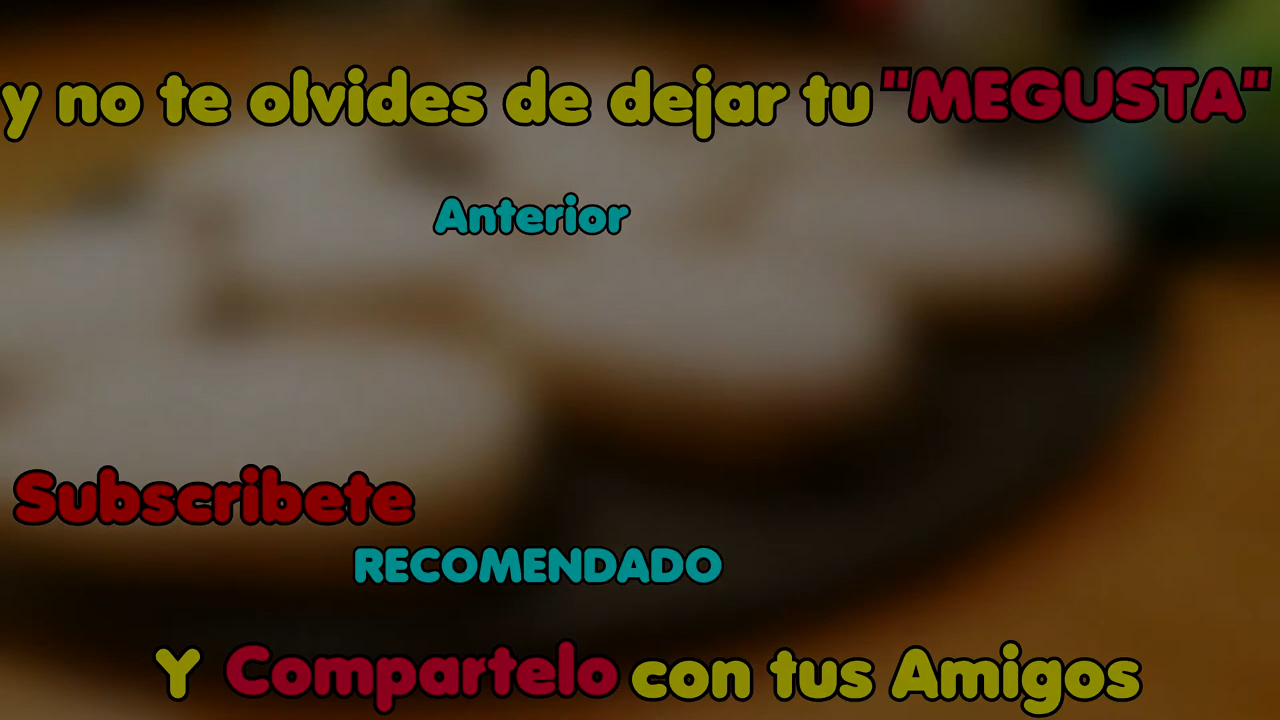 y no te olvides de dejar tu "MEGUSTA"
Anterior
Subscribete
RECOMENDADO
Y Compartelo con tus Amigos